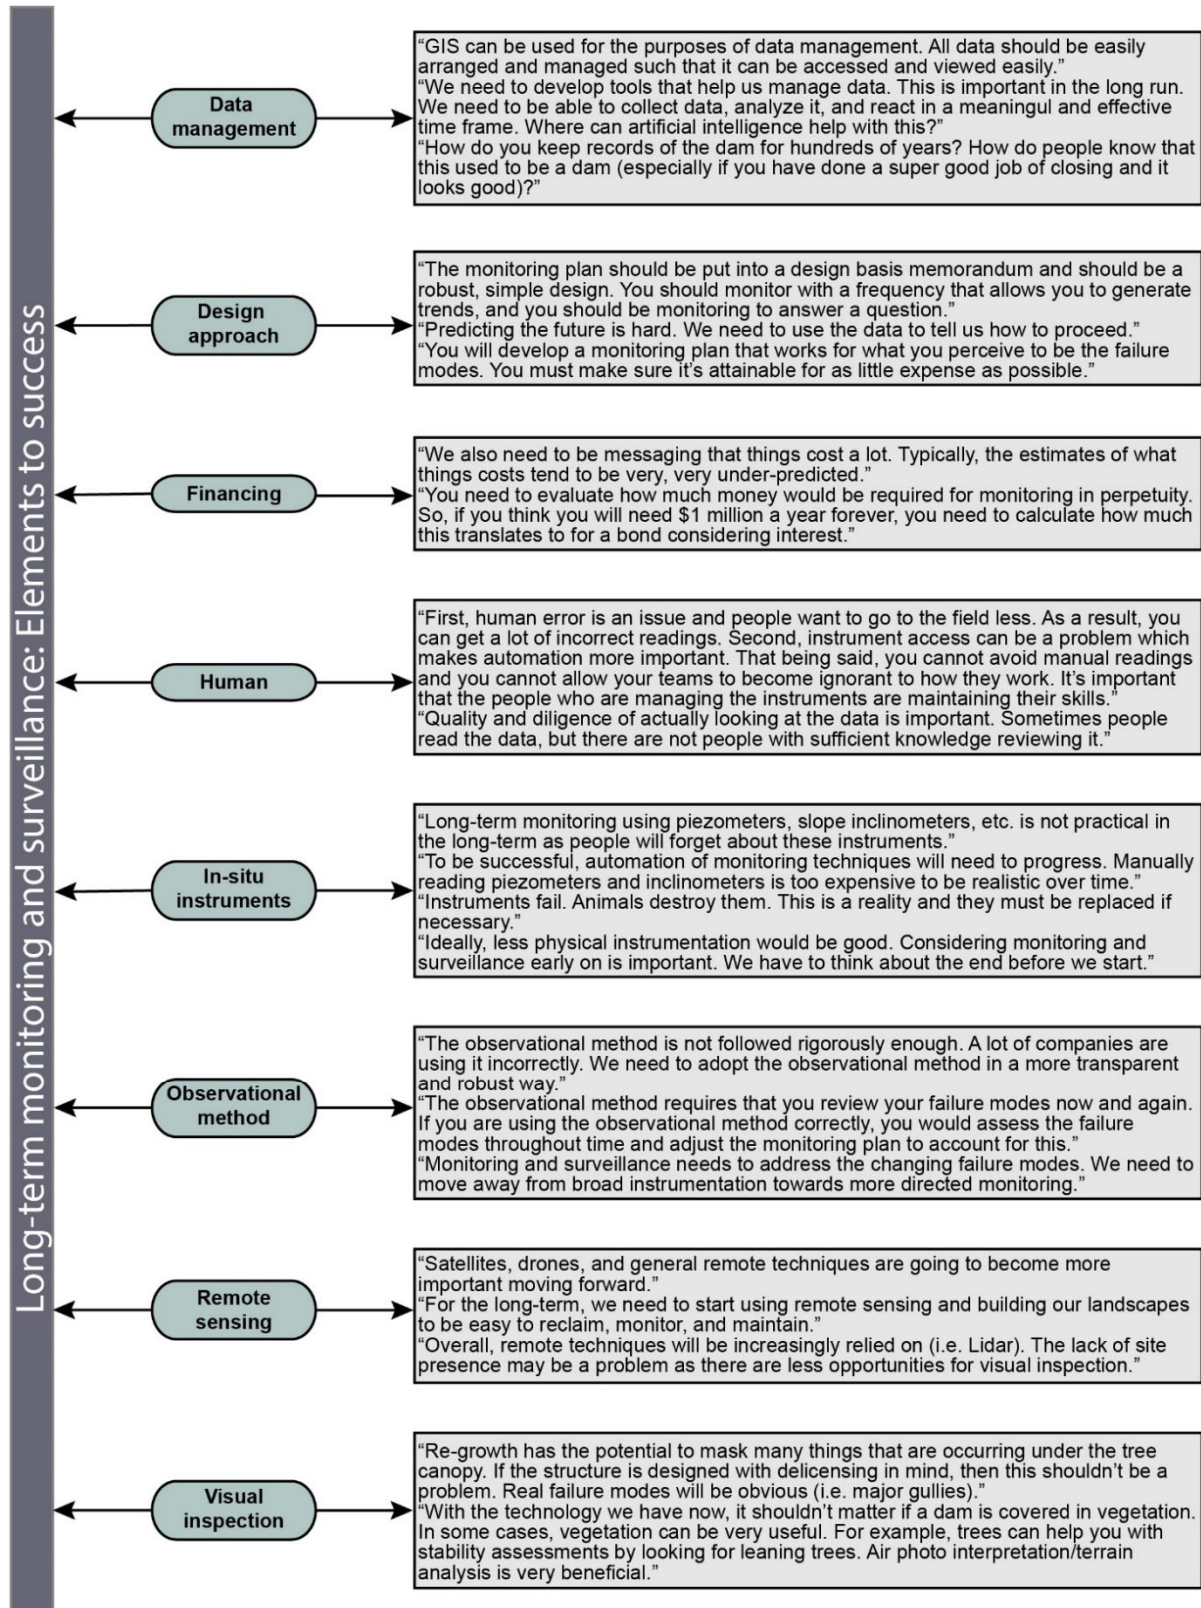 Long-term monitoring and surveillance: Elements to success
Data
management
“GIS can be used for the purposes of data management. All data should be easily
arranged and managed such that it can be accessed and viewed easily.”
“We need to develop tools that help us manage data. This is important in the long run.
We need to be able to collect data, analyze it, and react in a meaningul and effective
time frame. Where can artificial intelligence help with this?”
“How do you keep records of the dam for hundreds of years? How do people know that
this used to be a dam (especially if you have done a super good job of closing and it
looks good)?”
Design
approach
“The monitoring plan should be put into a design basis memorandum and should be a
robust, simple design. You should monitor with a frequency that allows you to generate
trends, and you should be monitoring to answer a question.”
“Predicting the future is hard. We need to use the data to tell us how to proceed.”
“You will develop a monitoring plan that works for what you perceive to be the failure
modes. You must make sure it’s attainable for as little expense as possible.”
Financing
“We also need to be messaging that things cost a lot. Typically, the estimates of what
things costs tend to be very, very under-predicted.”
“You need to evaluate how much money would be required for monitoring in perpetuity.
So, if you think you will need $1 million a year forever, you need to calculate how much
this translates to for a bond considering interest.”
Human
“First, human error is an issue and people want to go to the field less. As a result, you
can get a lot of incorrect readings. Second, instrument access can be a problem which
makes automation more important. That being said, you cannot avoid manual readings
and you cannot allow your teams to become ignorant to how they work. It’s important
that the people who are managing the instruments are maintaining their skills.”
“Quality and diligence of actually looking at the data is important. Sometimes people
read the data, but there are not people with sufficient knowledge reviewing it.”
In-situ
instruments
“Long-term monitoring using piezometers, slope inclinometers, etc. is not practical in
the long-term as people will forget about these instruments.”
“To be successful, automation of monitoring techniques will need to progress. Manually
reading piezometers and inclinometers is too expensive to be realistic over time.”
“Instruments fail. Animals destroy them. This is a reality and they must be replaced if
necessary.”
“Ideally, less physical instrumentation would be good. Considering monitoring and
surveillance early on is important. We have to think about the end before we start.”
Observational
method
“The observational method is not followed rigorously enough. A lot of companies are
using it incorrectly. We need to adopt the observational method in a more transparent
and robust way.”
“The observational method requires that you review your failure modes now and again.
If you are using the observational method correctly, you would assess the failure
modes throughout time and adjust the monitoring plan to account for this.”
“Monitoring and surveillance needs to address the changing failure modes. We need to
move away from broad instrumentation towards more directed monitoring.”
Remote
sensing
“Satellites, drones, and general remote techniques are going to become more
important moving forward.”
“For the long-term, we need to start using remote sensing and building our landscapes
to be easy to reclaim, monitor, and maintain.”
“Overall, remote techniques will be increasingly relied on (i.e. Lidar). The lack of site
presence may be a problem as there are less opportunities for visual inspection.”
Visual
inspection
“Re-growth has the potential to mask many things that are occurring under the tree
canopy. If the structure is designed with delicensing in mind, then this shouldn’t be a
problem. Real failure modes will be obvious (i.e. major gullies).”
“With the technology we have now, it shouldn’t matter if a dam is covered in vegetation.
In some cases, vegetation can be very useful. For example, trees can help you with
stability assessments by looking for leaning trees. Air photo interpretation/terrain
analysis is very beneficial.”